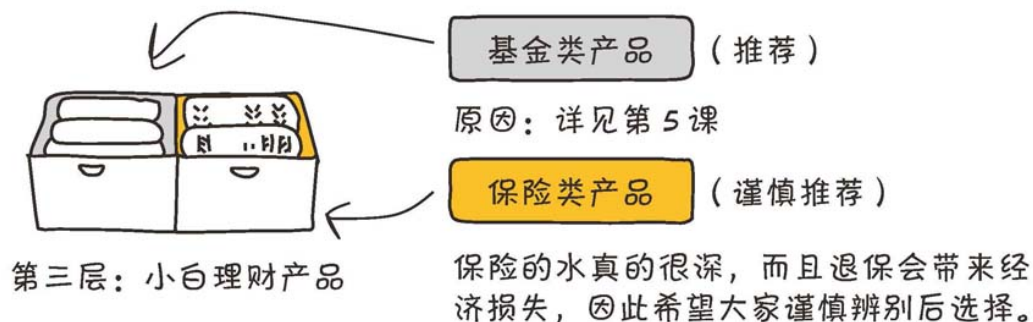 基金类产品（推荐）
原因：详见第5课
保险类产品（谨慎推荐）
第三层：小白理财产品
保险的水真的很深，而且退保会带来经
济损失，因此希望大家谨慎辨别后选择。